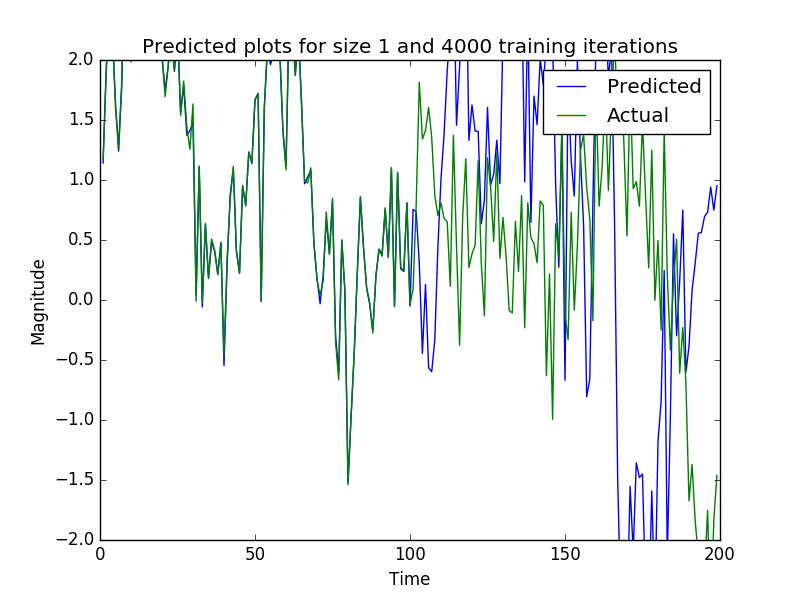 Predicted plots for size 1 and 4000 training iterations
2.0
1.5
1.0
0.5
0.0
−0.5
−1.0
−1.5
−2.0
Magnitude
Predicted
Actual
0 50 100 150 200
Time